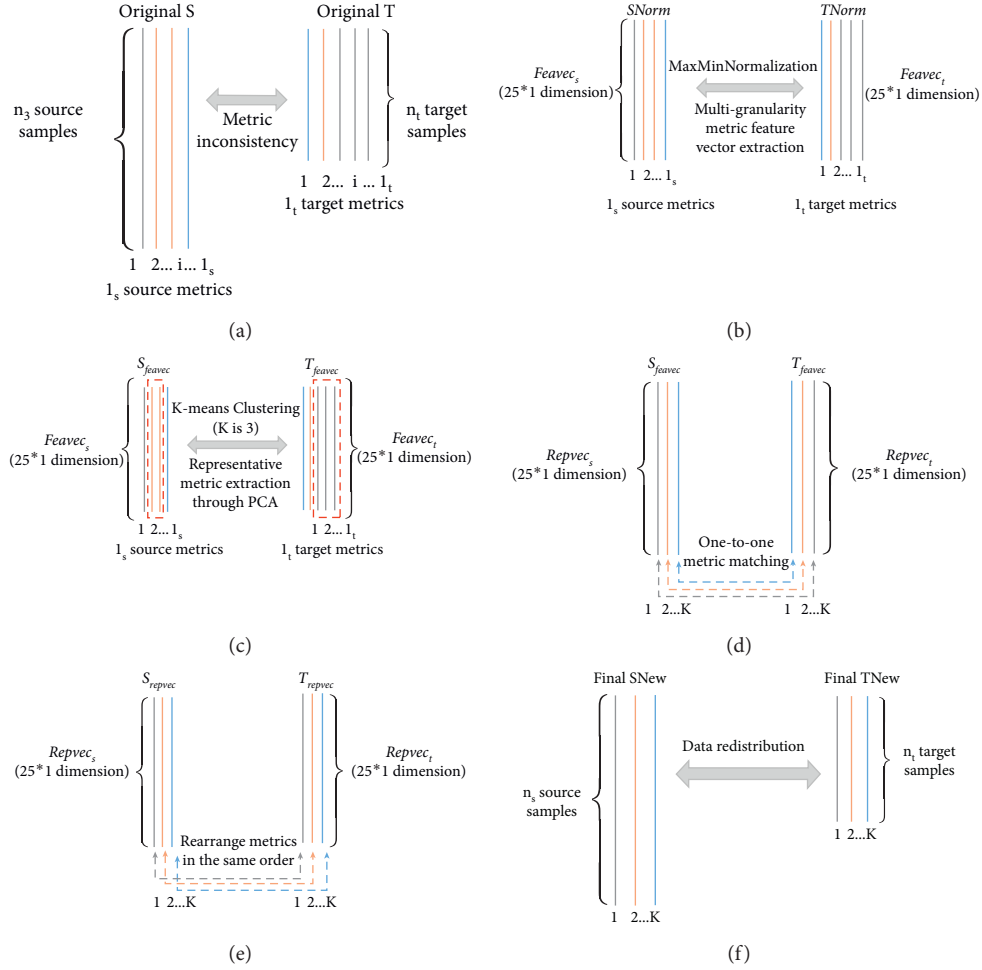 Original S
Original T
n3 source
samples
Metric
inconsistency
nt target
samples
1 2... i ... 1t
1t target metrics
1 2... i ... 1s
1s source metrics
(a)
SNorm
TNorm
Feavecs
(25*1 dimension)
MaxMinNormalization
Multi-granularity
metric feature
vector extraction
Feavect
(25*1 dimension)
1 2... 1s
1 2... 1t
1s source metrics
1t target metrics
(b)
Sfeavec
Tfeavec
Feavecs
(25*1 dimension)
K-means Clustering
(K is 3)
Representative
metric extraction
through PCA
Feavect
(25*1 dimension)
1 2... 1s
1 2... 1t
1s source metrics
1t target metrics
(c)
Sfeavec
Tfeavec
Repvecs
(25*1 dimension)
Repvect
(25*1 dimension)
One-to-one
metric matching
1 2...K
1 2...K
(d)
Srepvec
Trepvec
Repvecs
(25*1 dimension)
Repvect
(25*1 dimension)
Rearrange metrics
in the same order
1 2...K
1 2...K
(e)
Final SNew
Final TNew
Data redistribution
nt target
samples
ns source
samples
1 2...K
1 2...K
(f)